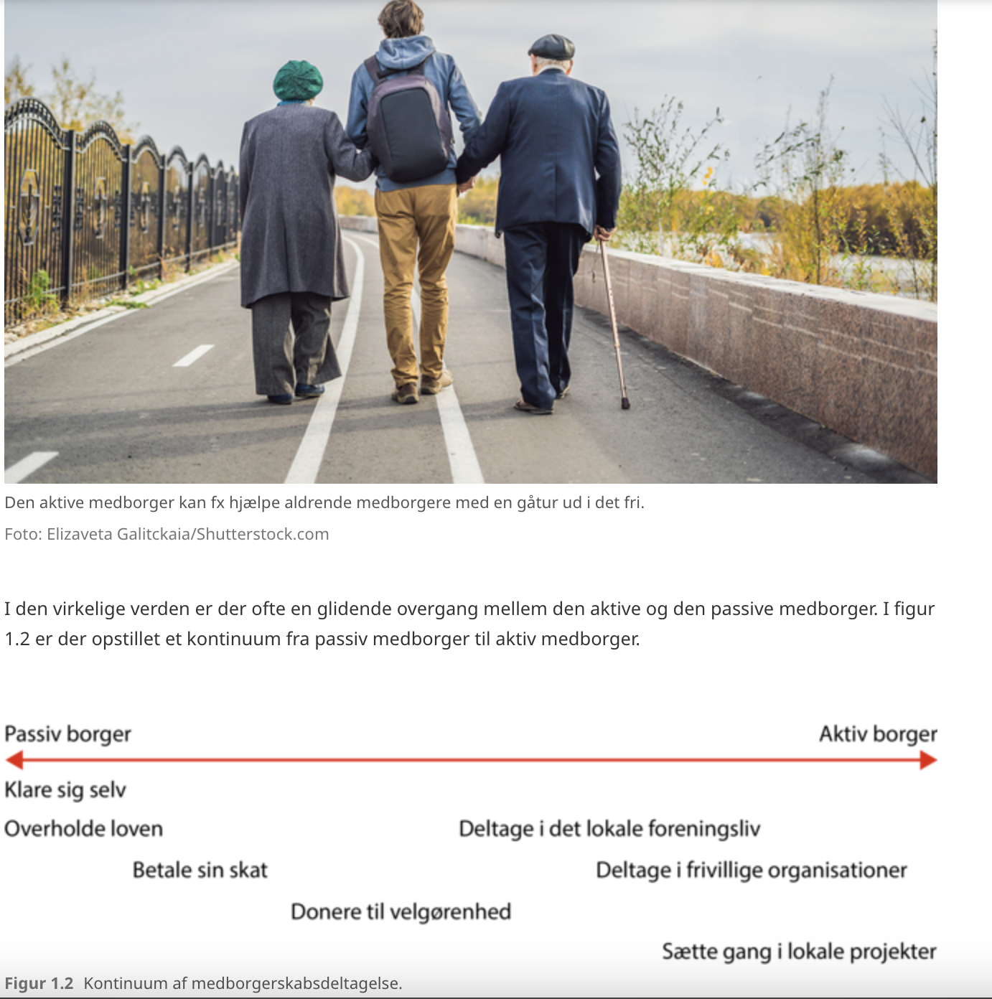 Den aktive medborger kan fx hjælpe aldrende medborgere med en gåtur ud i det fri.
Foto: Elizaveta Galitckaia/Shutterstock.com
I den virkelige verden er der ofte en glidende overgang mellem den aktive og den passive medborger. I figur
1.2 er der opstillet et kontinuum fra passiv medborger til aktiv medborger.
Passiv borger
Aktiv borger
Klare sig selv
Overholde loven
Deltage i det lokale foreningsliv
Betale sin skat
Deltage i frivillige organisationer
Donere til velgørenhed
Sætte gang i lokale projekter
Figur 1.2 Kontinuum af medborgerskabsdeltagelse.